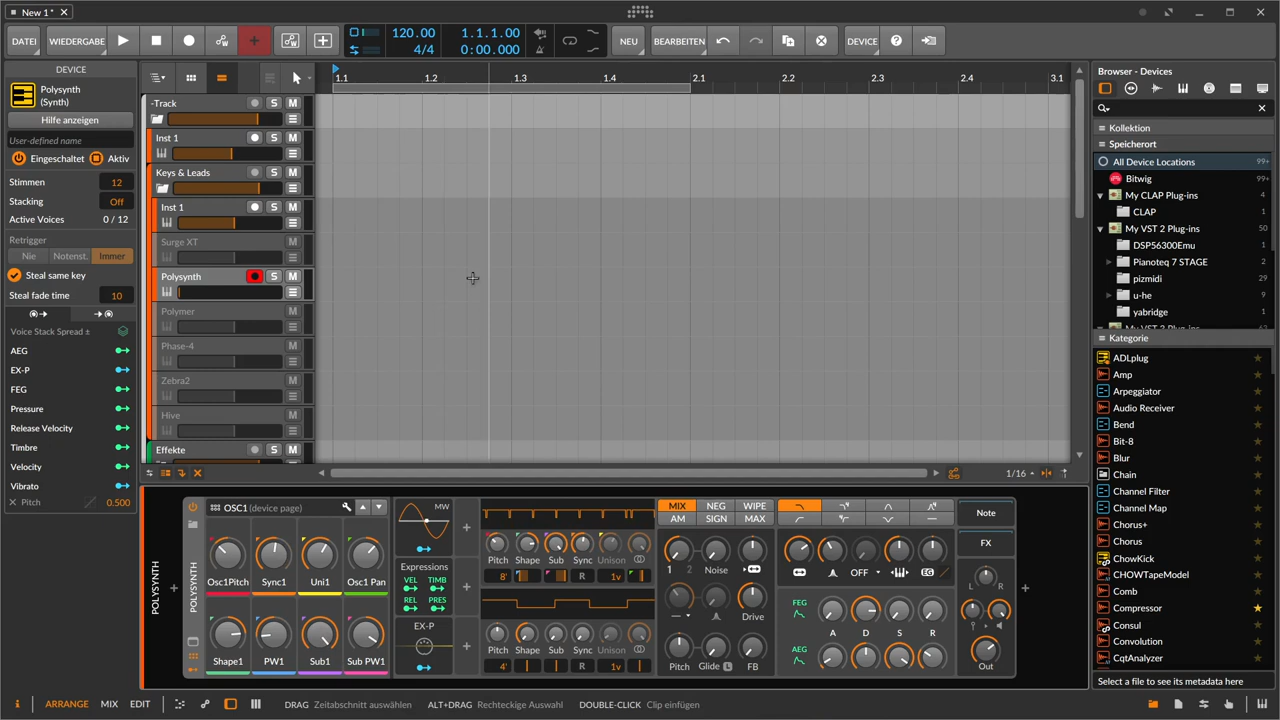 New 1 *
DATEI
WIEDERGABE
120.00
4/4
1.1.1.00
0:00.000
NEU
BEARBEITEN
DEVICE
DEVICE
Polysynth
(Synth)
Hilfe anzeigen
User-defined name
Eingeschaltet
Aktiv
Stimmen 12
Stacking Off
Active Voices 0 / 12
Retrigger
Nie Notenst. Immer
Steal same key
Steal fade time 10
Voice Stack Spread ±
AEG
EX-P
FEG
Pressure
Release Velocity
Timbre
Velocity
Vibrato
Pitch 0.500
1.1 1.2 1.3 1.4 2.1 2.2 2.3 2.4 3.1
-Track S M
Inst 1 S M
Keys & Leads S M
Inst 1 S M
Surge XT M
Polysynth S M
Polymer M
Phase-4 M
Zebra2 M
Hive M
Effekte S M
1/16
Browser - Devices
Kollektion
Speicherort
All Device Locations 99+
Bitwig 99+
My CLAP Plug-ins 4
CLAP 1
My VST 2 Plug-ins 50
DSP56300Emu 1
Pianoteq 7 STAGE 2
pizmidi 1
u-he 9
yabridge 1
Kategorie
ADLplug
Amp
Arpeggiator
Audio Receiver
Bend
Bit-8
Blur
Chain
Channel Filter
Channel Map
Chorus+
Chorus
ChowKick
CHOWTapeModel
Comb
Compressor
Consul
Convolution
CqtAnalyzer
Select a file to see its metadata here
POLYSYNTH
POLYSYNTH
OSC1 (device page)
Osc1Pitch Sync1 Uni1 Osc1 Pan
Shape1 PW1 Sub1 Sub PW1
MW
Expressions
VEL TIMB
REL PRES
EX-P
Pitch Shape Sub Sync Unison
8' R 1v
Pitch Shape Sub Sync Unison
4' R 1v
MIX NEG WIPE
AM SIGN MAX
1 2 Noise
Drive
Pitch Glide L FB
OFF EG
FEG
A D S R
AEG
Note
FX
L R
Out
ARRANGE MIX EDIT
DRAG Zeitabschnitt auswählen
ALT+DRAG Rechteckige Auswahl
DOUBLE-CLICK Clip einfügen